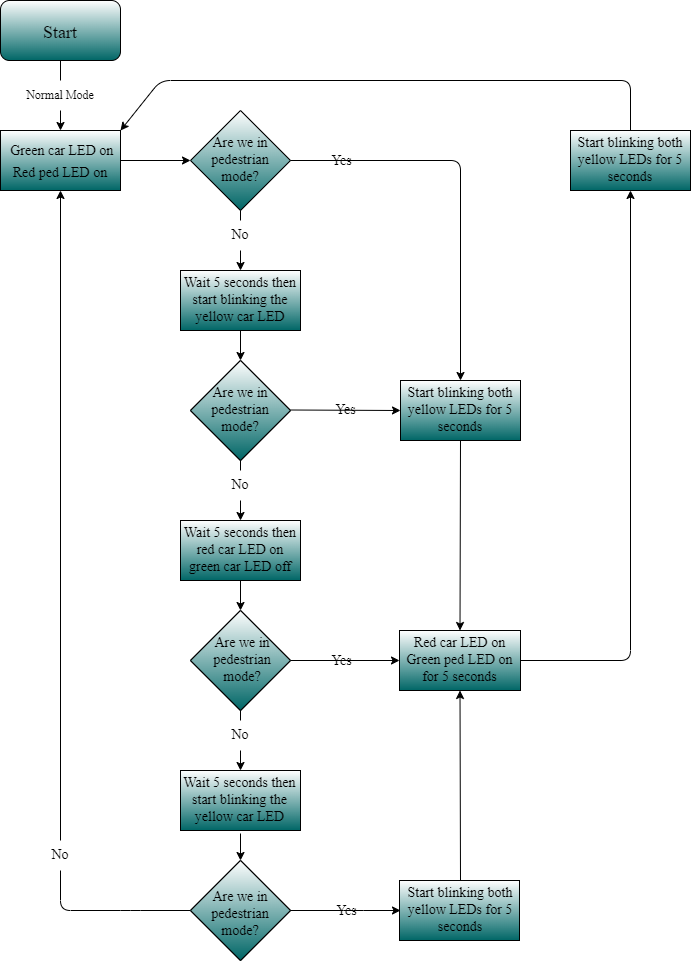 Start
Normal Mode
Green car LED on
Red ped LED on
Are we in
pedestrian
mode?
Yes
Start blinking both
yellow LEDs for 5
seconds
No
Wait 5 seconds then
start blinking the
yellow car LED
Are we in
pedestrian
mode?
Yes
Start blinking both
yellow LEDs for 5
seconds
No
Wait 5 seconds then
red car LED on
green car LED off
Are we in
pedestrian
mode?
Yes
Red car LED on
Green ped LED on
for 5 seconds
No
Wait 5 seconds then
start blinking the
yellow car LED
No
Are we in
pedestrian
mode?
Yes
Start blinking both
yellow LEDs for 5
seconds